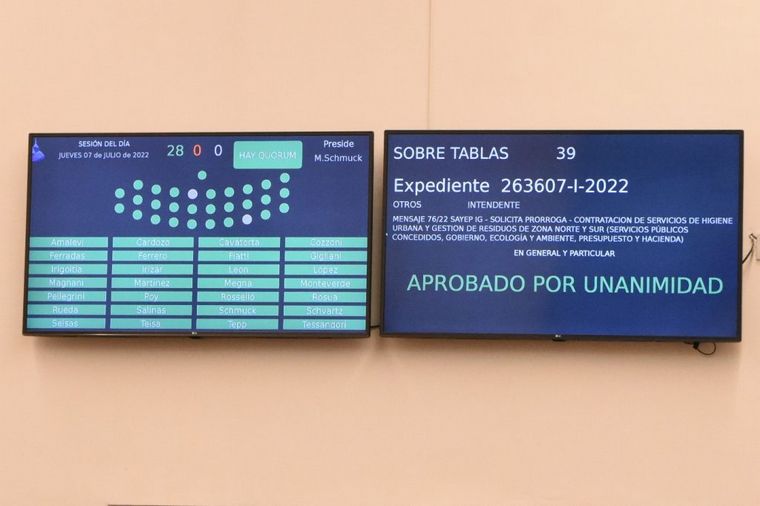 SESIÓN DEL DÍA
JUEVES 07 de JULIO de 2022
28 0 0
HAY QUORUM
Preside
M.Schmuck
Amalevi Cardozo Cavatorta Cozzoni
Ferradas Ferrero Fiatti Gigliani
Irigoitia Irízar León López
Magnani Martinez Megna Monteverde
Pellegrini Poy Rosselló Rosúa
Rueda Salinas Schmuck Schvartz
Seisas Teisa Tepp Tessandori
SOBRE TABLAS 39
Expediente 263607-I-2022
OTROS INTENDENTE
MENSAJE 76/22 SAYEP IG - SOLICITA PRORROGA - CONTRATACION DE SERVICIOS DE HIGIENE
URBANA Y GESTION DE RESIDUOS DE ZONA NORTE Y SUR (SERVICIOS PÚBLICOS
CONCEDIDOS, GOBIERNO, ECOLOGÍA Y AMBIENTE, PRESUPUESTO Y HACIENDA)
EN GENERAL Y PARTICULAR
APROBADO POR UNANIMIDAD